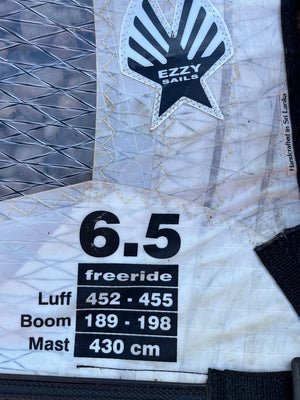 EZZY
SAILS
Handcrafted in Sri Lanka
6.5
freeride
Luff 452 - 455
Boom 189 - 198
Mast 430 cm